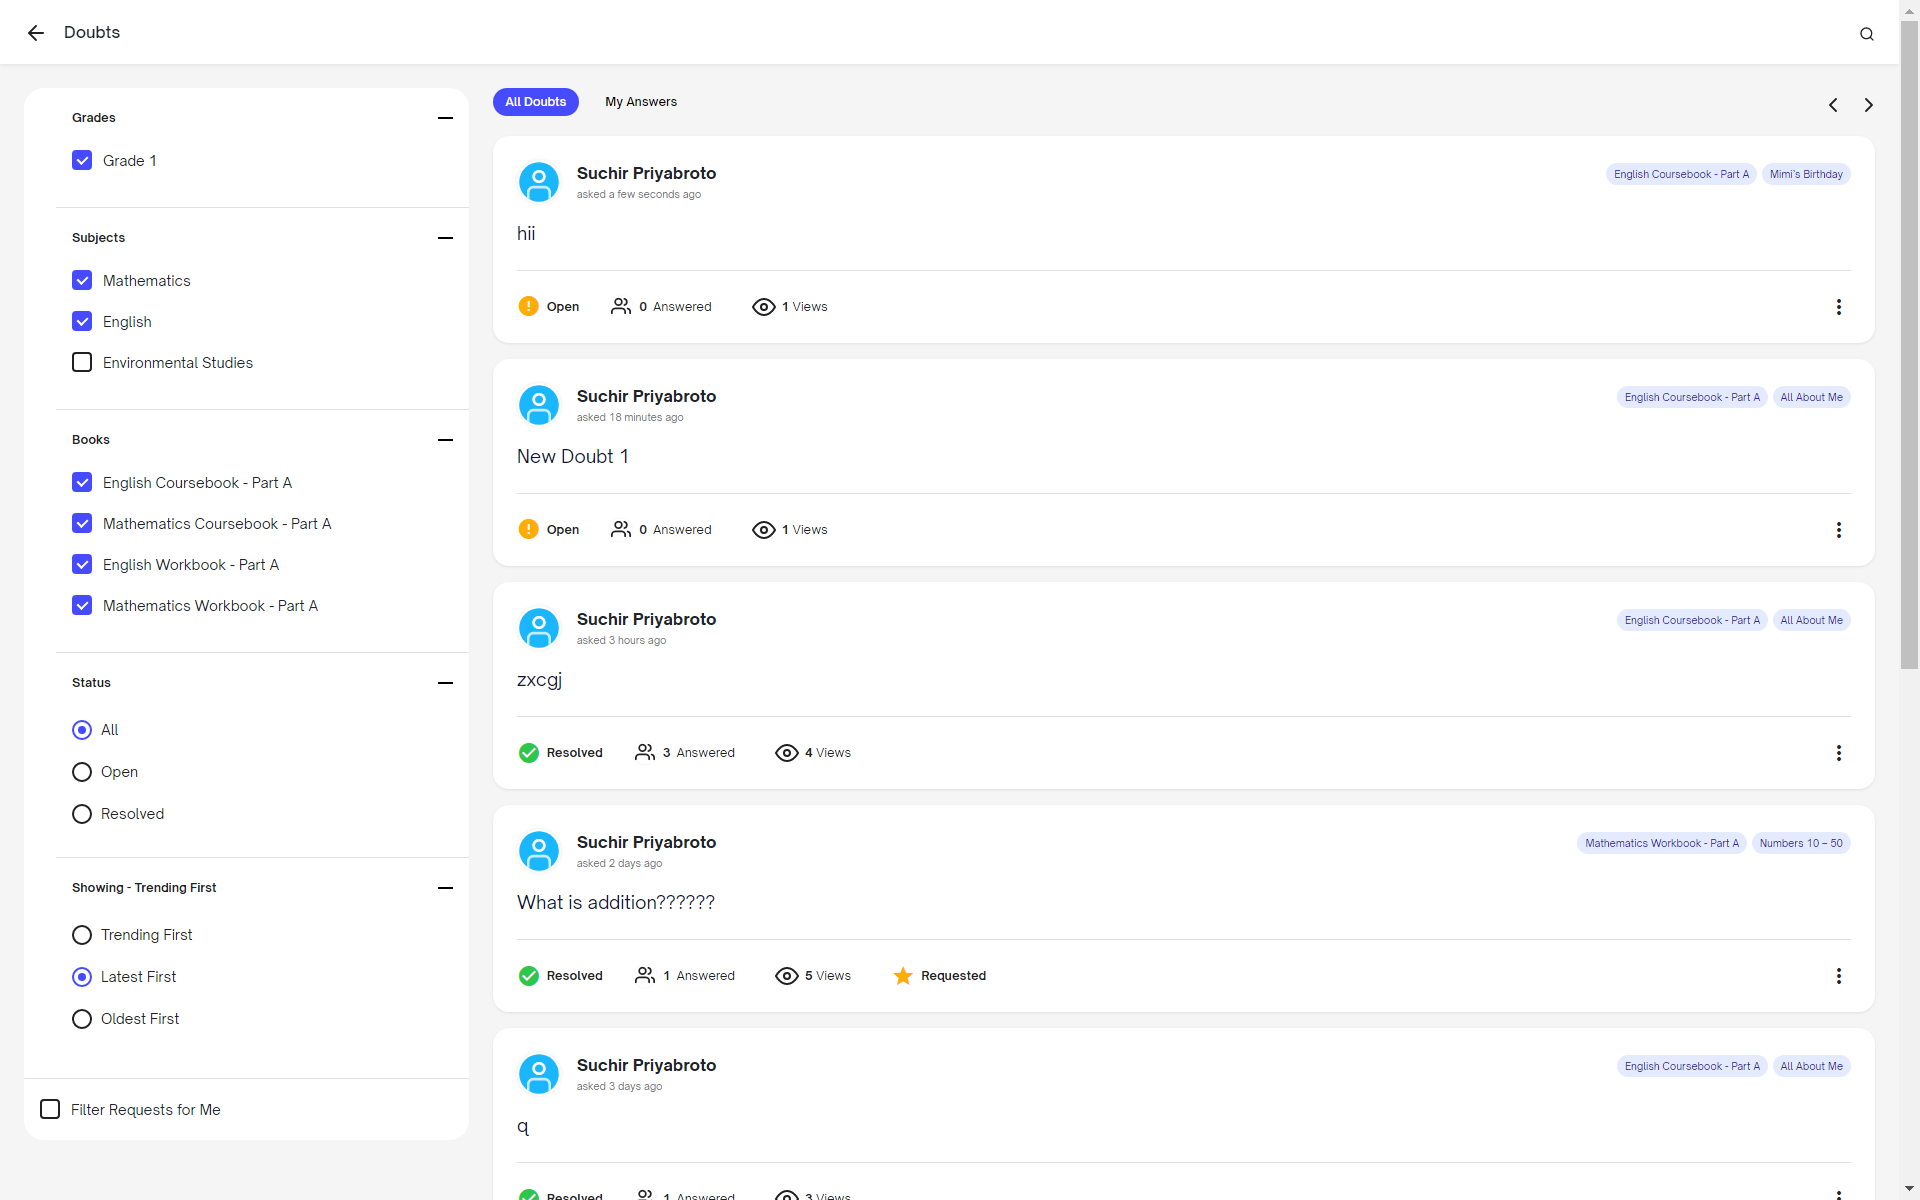 Doubts
Grades
Grade 1
Subjects
Mathematics
English
Environmental Studies
Books
English Coursebook - Part A
Mathematics Coursebook - Part A
English Workbook - Part A
Mathematics Workbook - Part A
Status
All
Open
Resolved
Showing - Trending First
Trending First
Latest First
Oldest First
Filter Requests for Me
All Doubts My Answers
Suchir Priyabroto English Coursebook - Part A Mimi's Birthday
asked a few seconds ago
hii
Open 0 Answered 1 Views
Suchir Priyabroto English Coursebook - Part A All About Me
asked 18 minutes ago
New Doubt 1
Open 0 Answered 1 Views
Suchir Priyabroto English Coursebook - Part A All About Me
asked 3 hours ago
zxcgj
Resolved 3 Answered 4 Views
Suchir Priyabroto Mathematics Workbook - Part A Numbers 10 – 50
asked 2 days ago
What is addition??????
Resolved 1 Answered 5 Views Requested
Suchir Priyabroto English Coursebook - Part A All About Me
asked 3 days ago
q
Resolved 1 Answered 3 Views